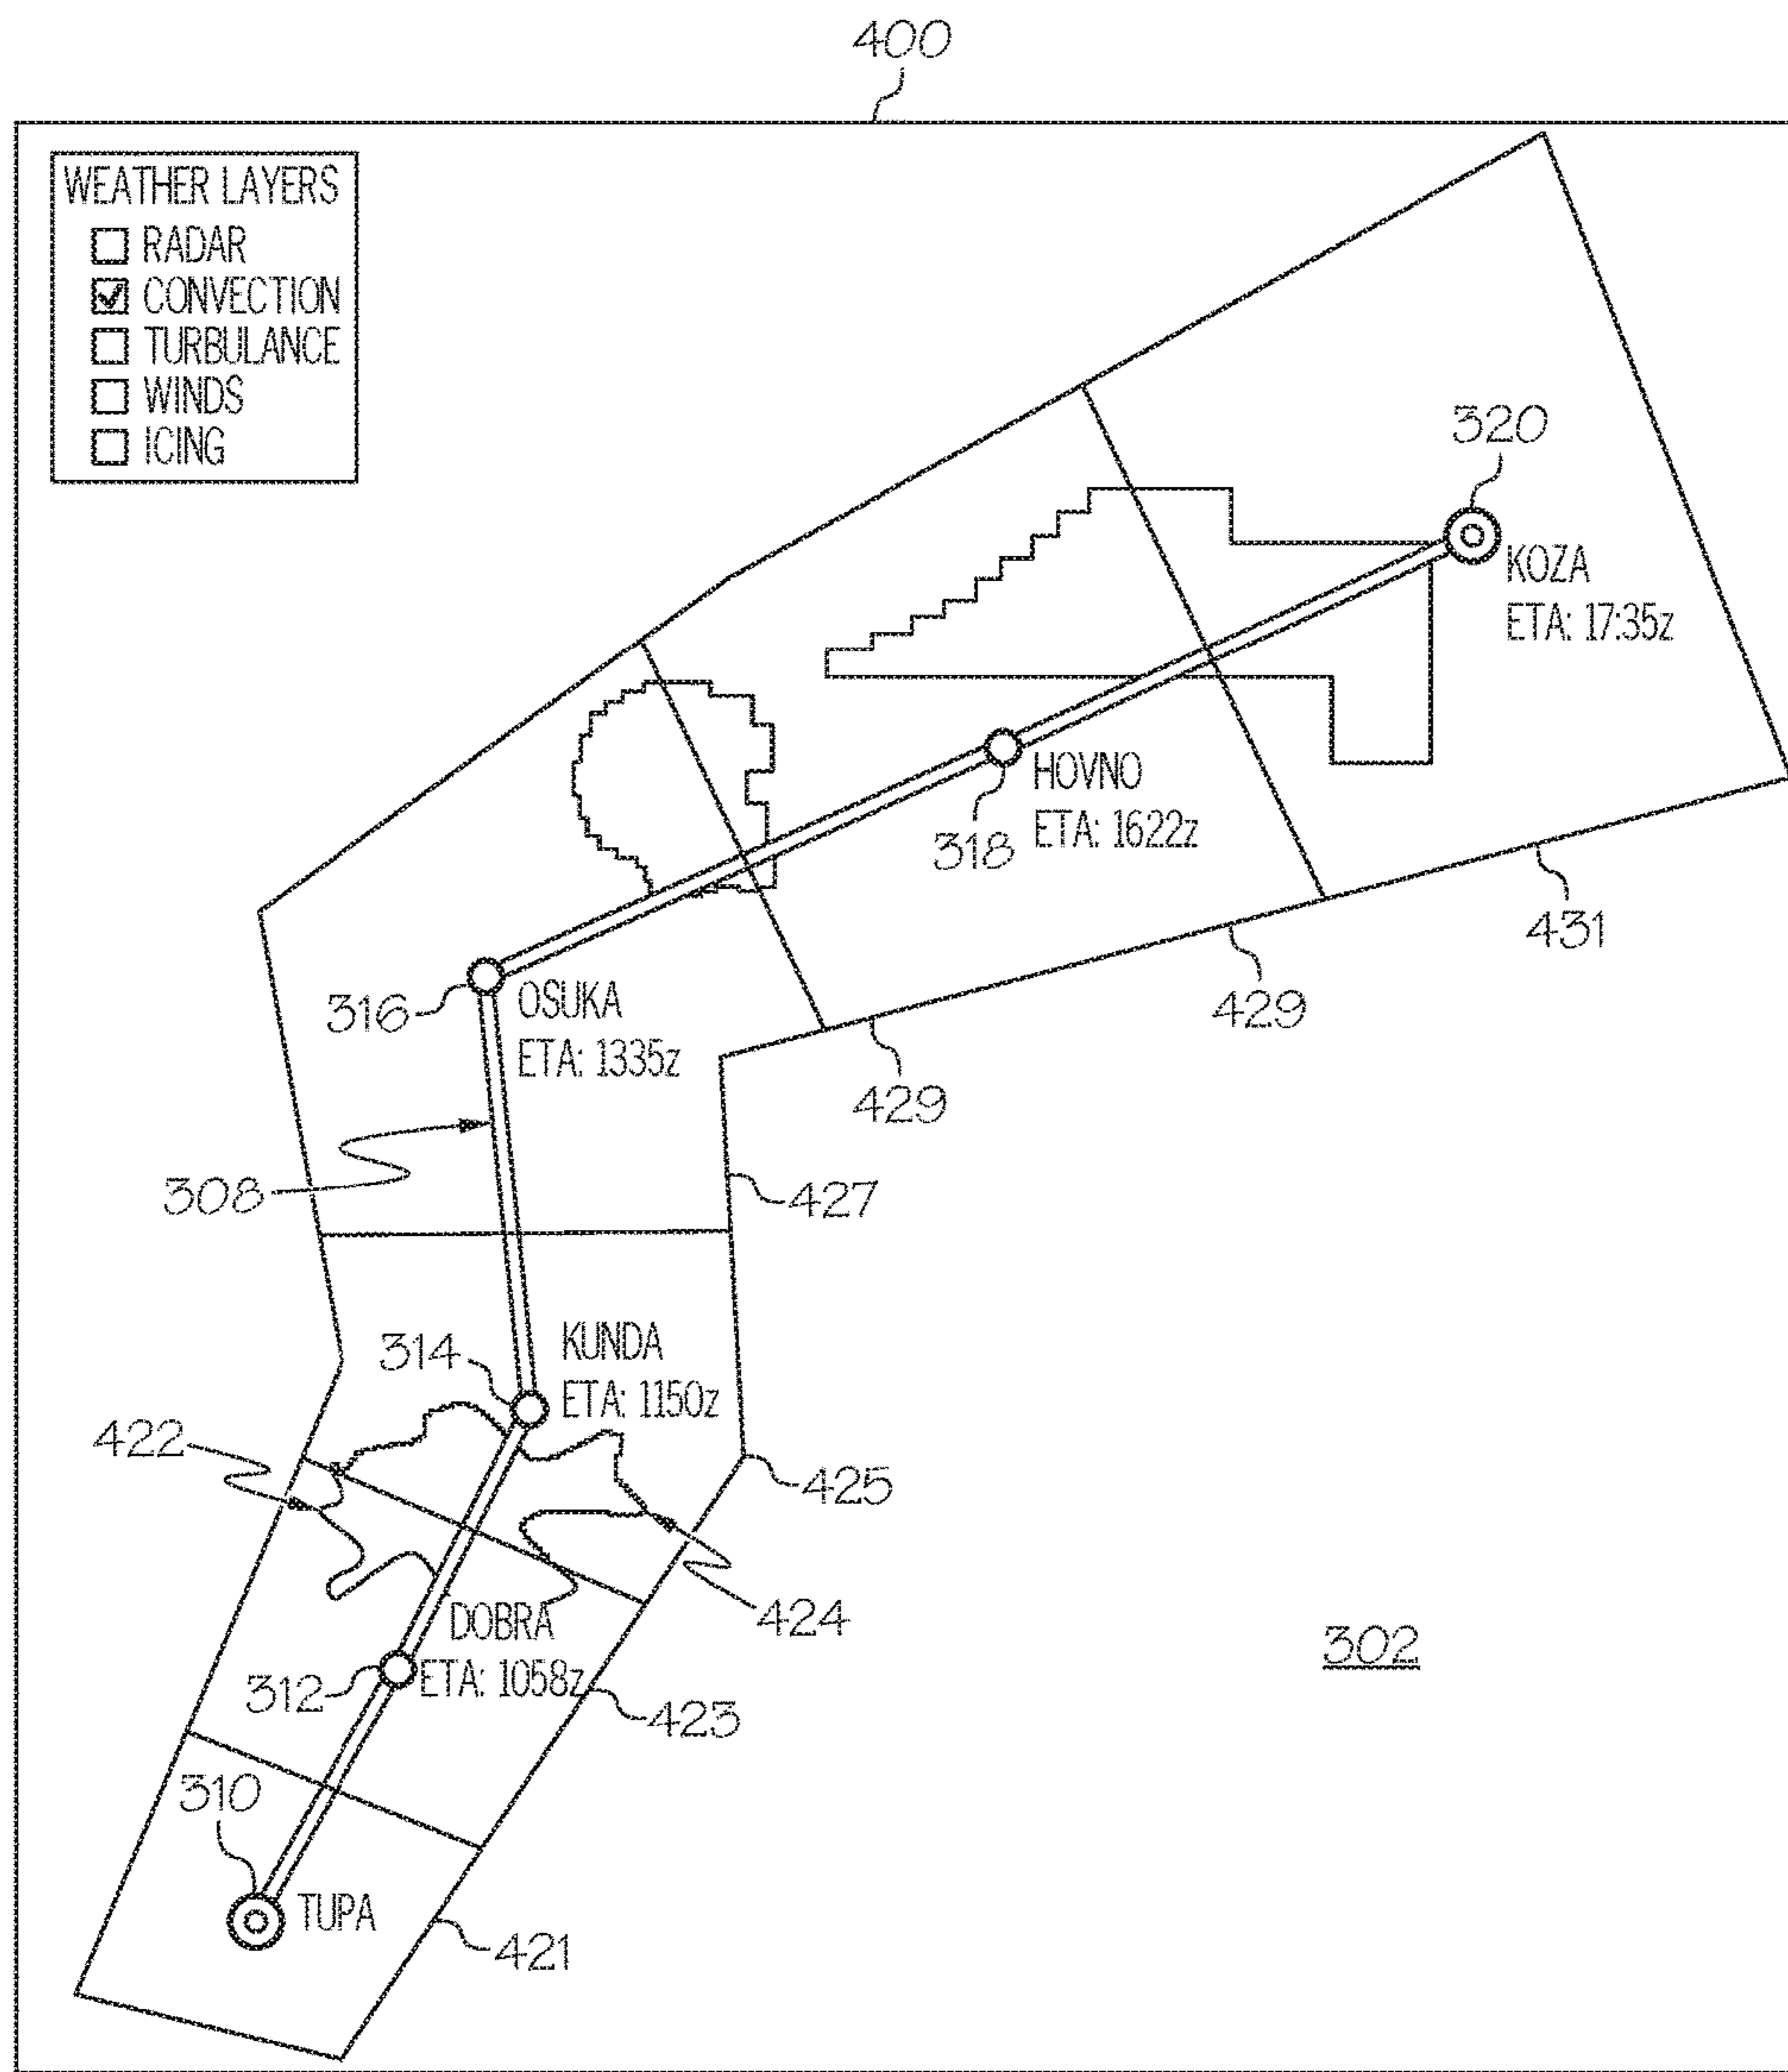 400
WEATHER LAYERS
RADAR
CONVECTION
TURBULANCE
WINDS
ICING
320
KOZA
ETA: 17:35z
HOVNO
ETA: 1622z
318
431
429
316
OSUKA
ETA: 1335z
429
308
427
314
KUNDA
ETA: 1150z
422
425
424
DOBRA
ETA: 1058z
312
423
302
310
TUPA
421